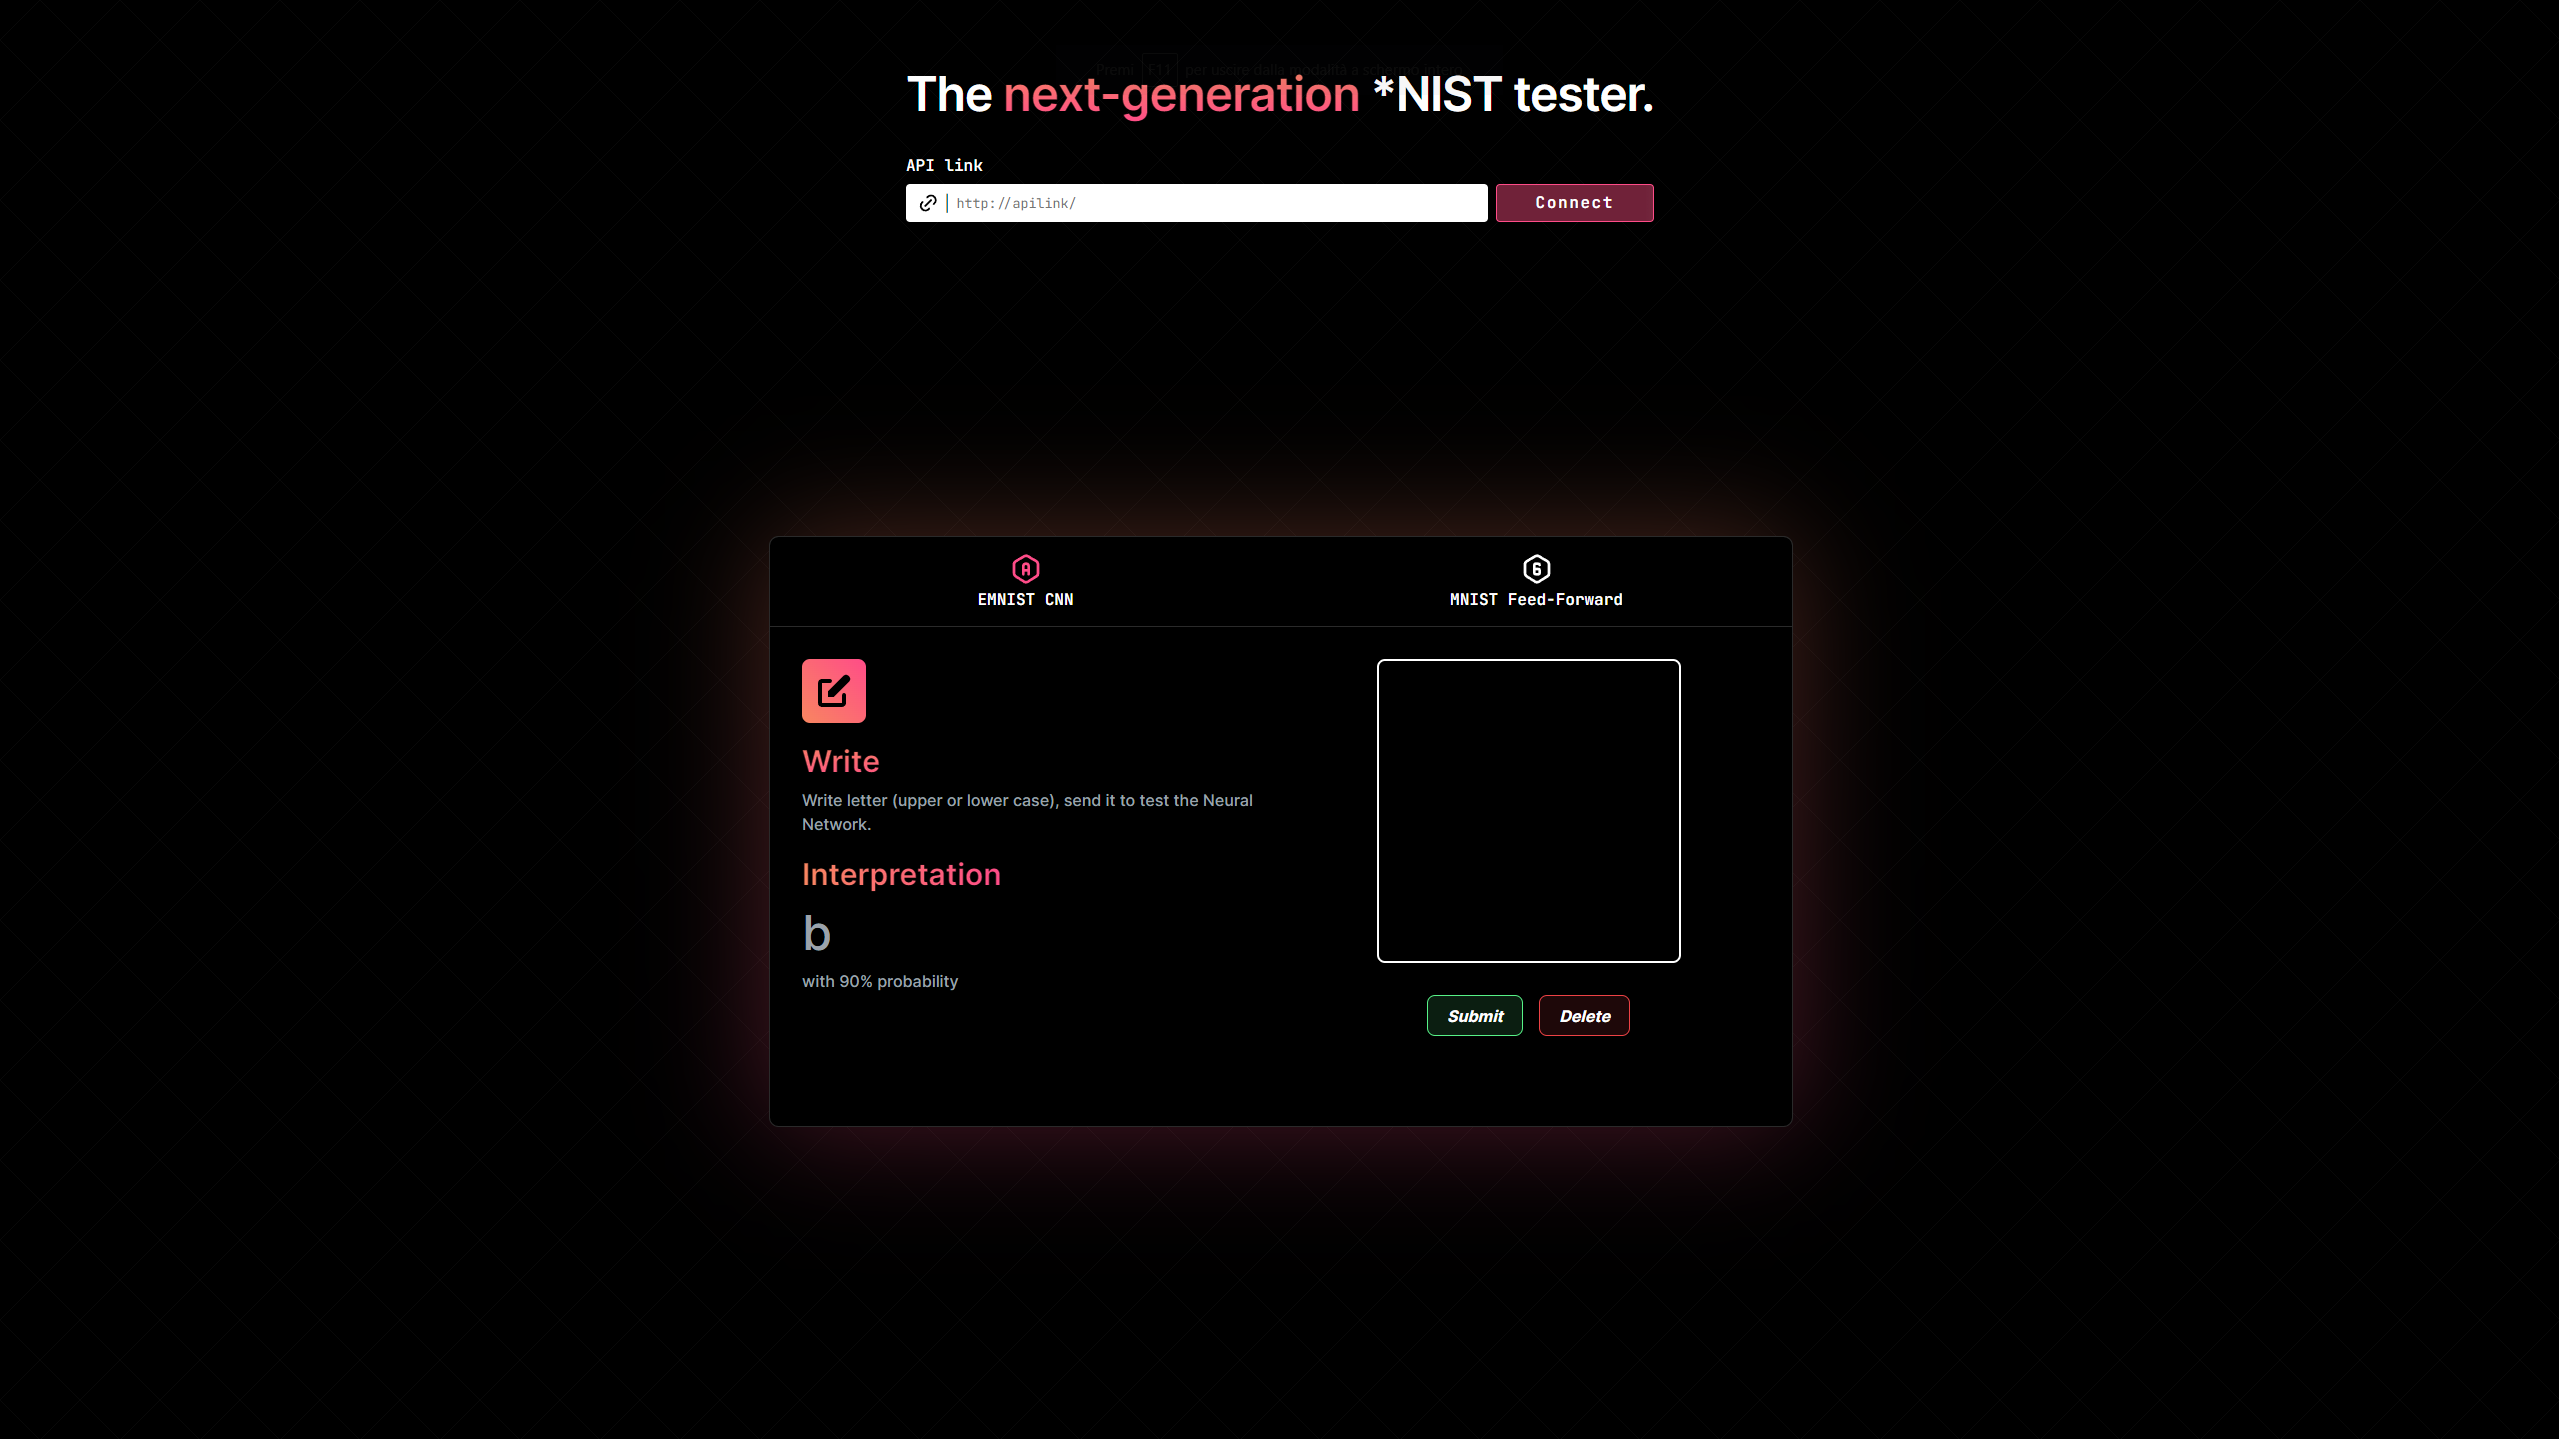 Premi F11 per uscire dalla modalità a schermo intero
The next-generation *NIST tester.
API link
http://apilink/
Connect
A
6
EMNIST CNN
MNIST Feed-Forward
Write
Write letter (upper or lower case), send it to test the Neural
Network.
Interpretation
b
with 90% probability
Submit
Delete